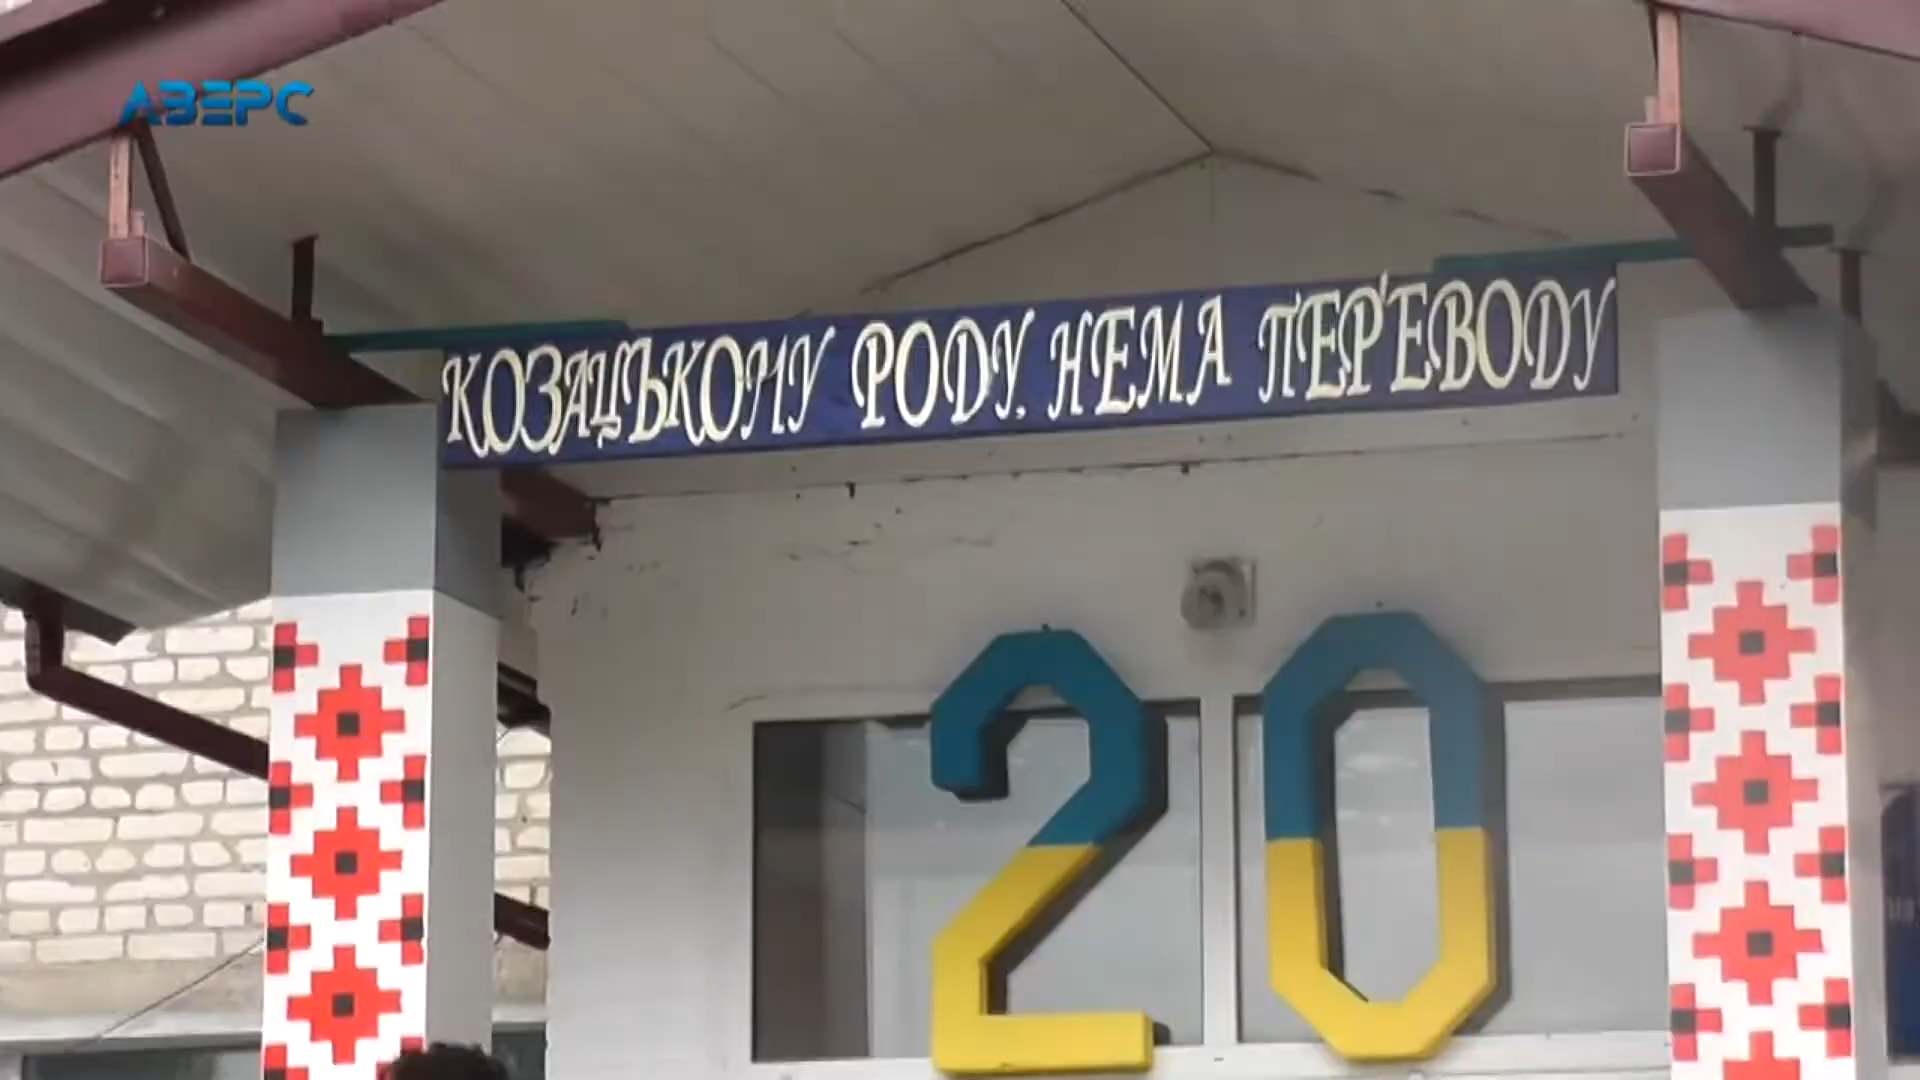 АВЕРС
КОЗАЦЬКОМУ РОДУ, НЕМА ПЕРЕВОДУ
20